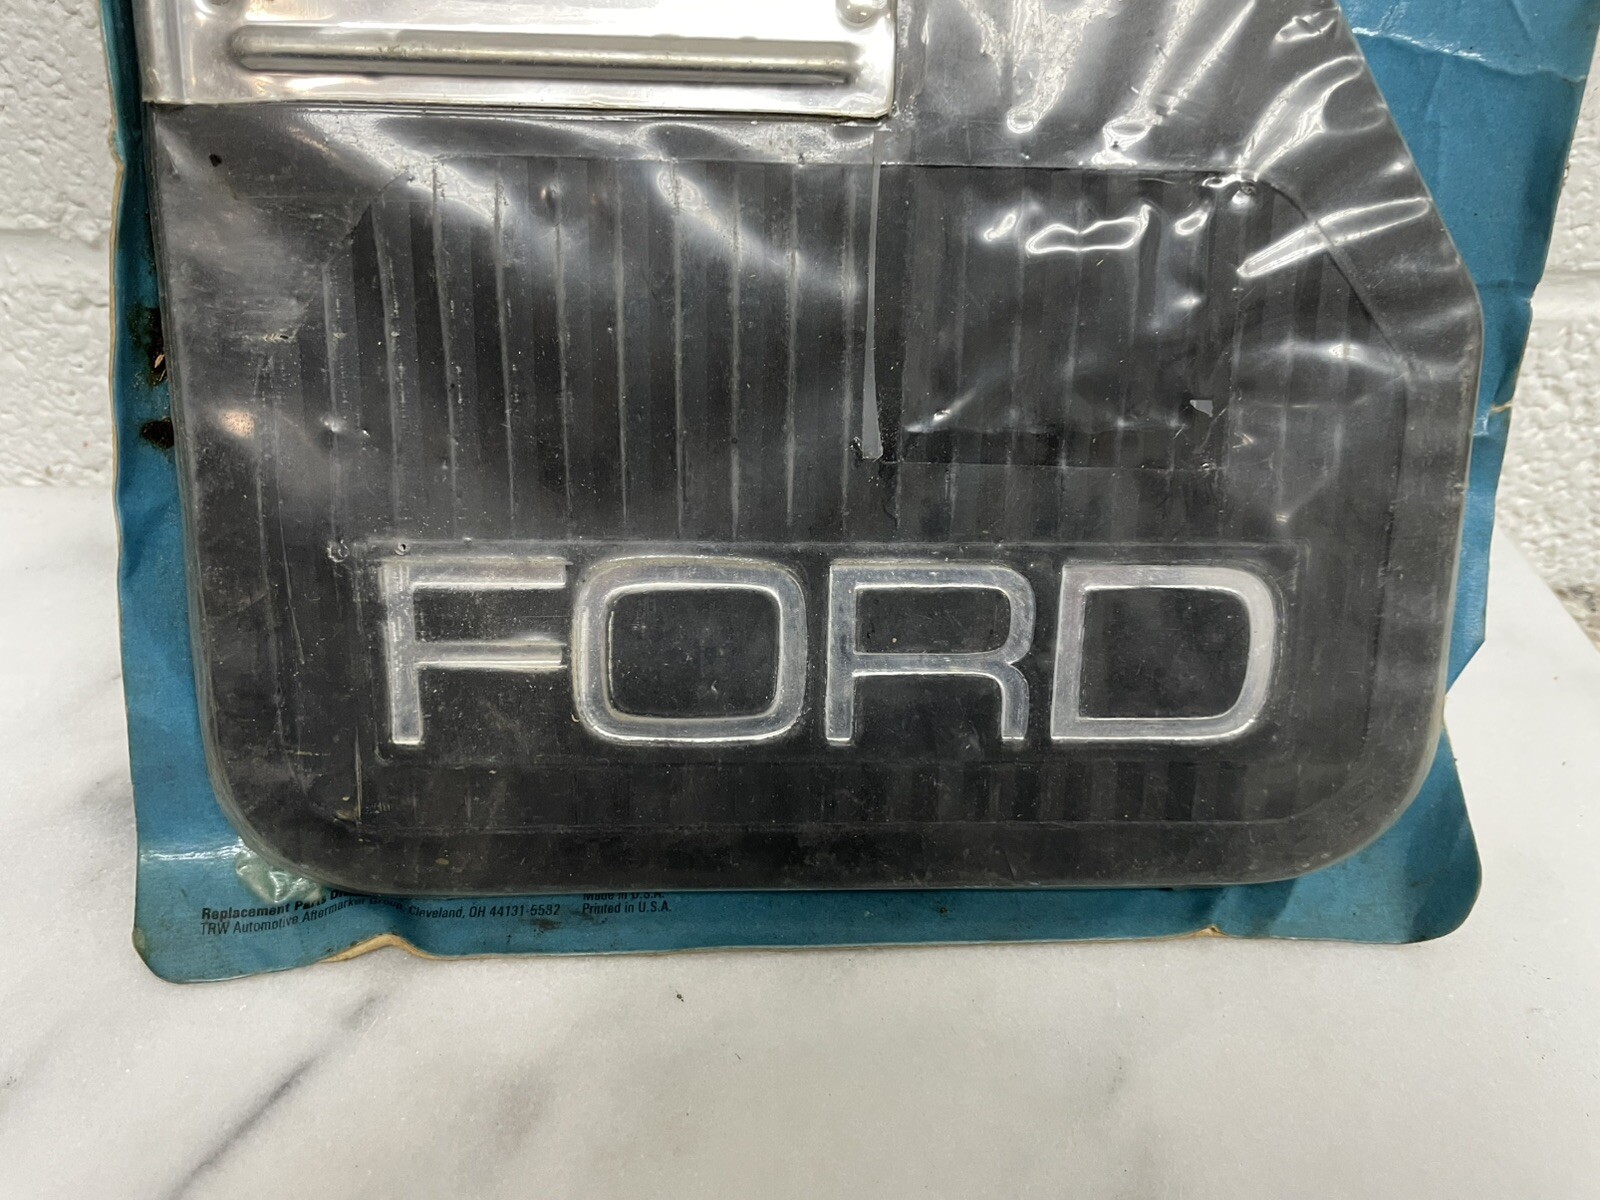 FORD
Replacement Parts
TRW Automotive Aftermarket Group, Cleveland, OH 44131-5582
Made in U.S.A.
Printed in U.S.A.